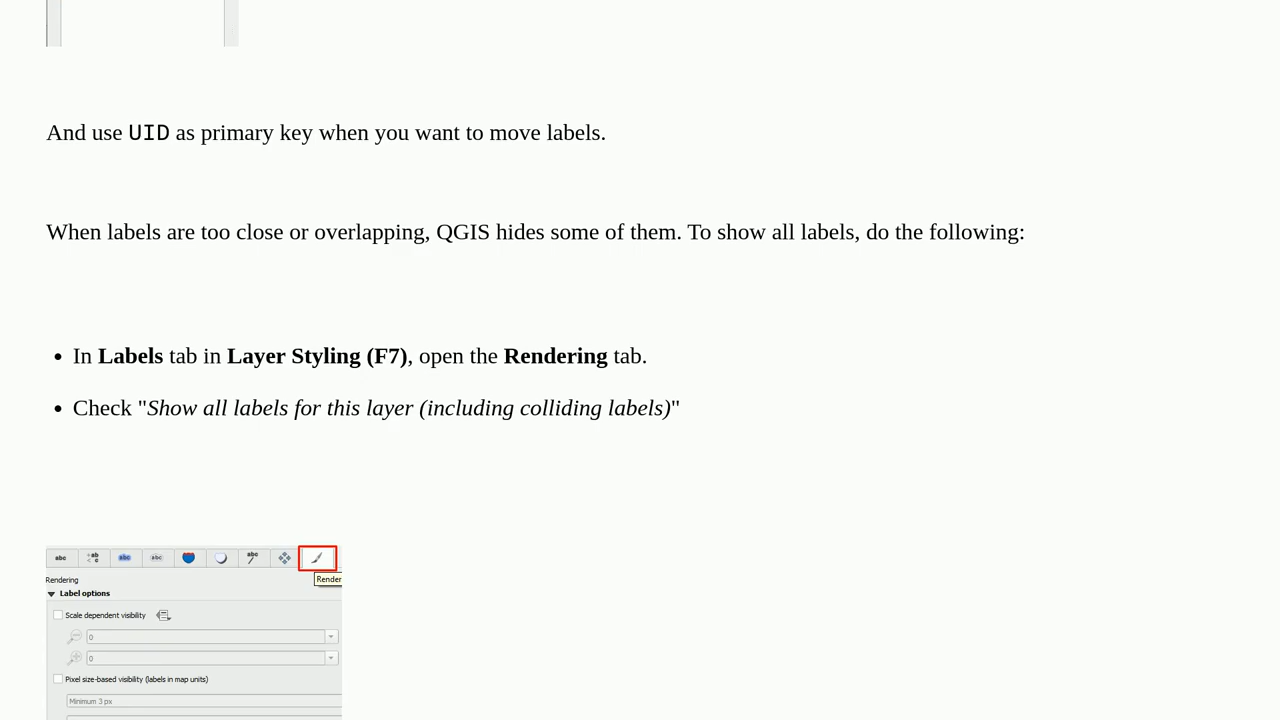 And use UID as primary key when you want to move labels.
When labels are too close or overlapping, QGIS hides some of them. To show all labels, do the following:
• In Labels tab in Layer Styling (F7), open the Rendering tab.
• Check "Show all labels for this layer (including colliding labels)"
abc ab c abc abc abc
Render
Rendering
Label options
Scale dependent visibility
0
0
Pixel size-based visibility (labels in map units)
Minimum 3 px